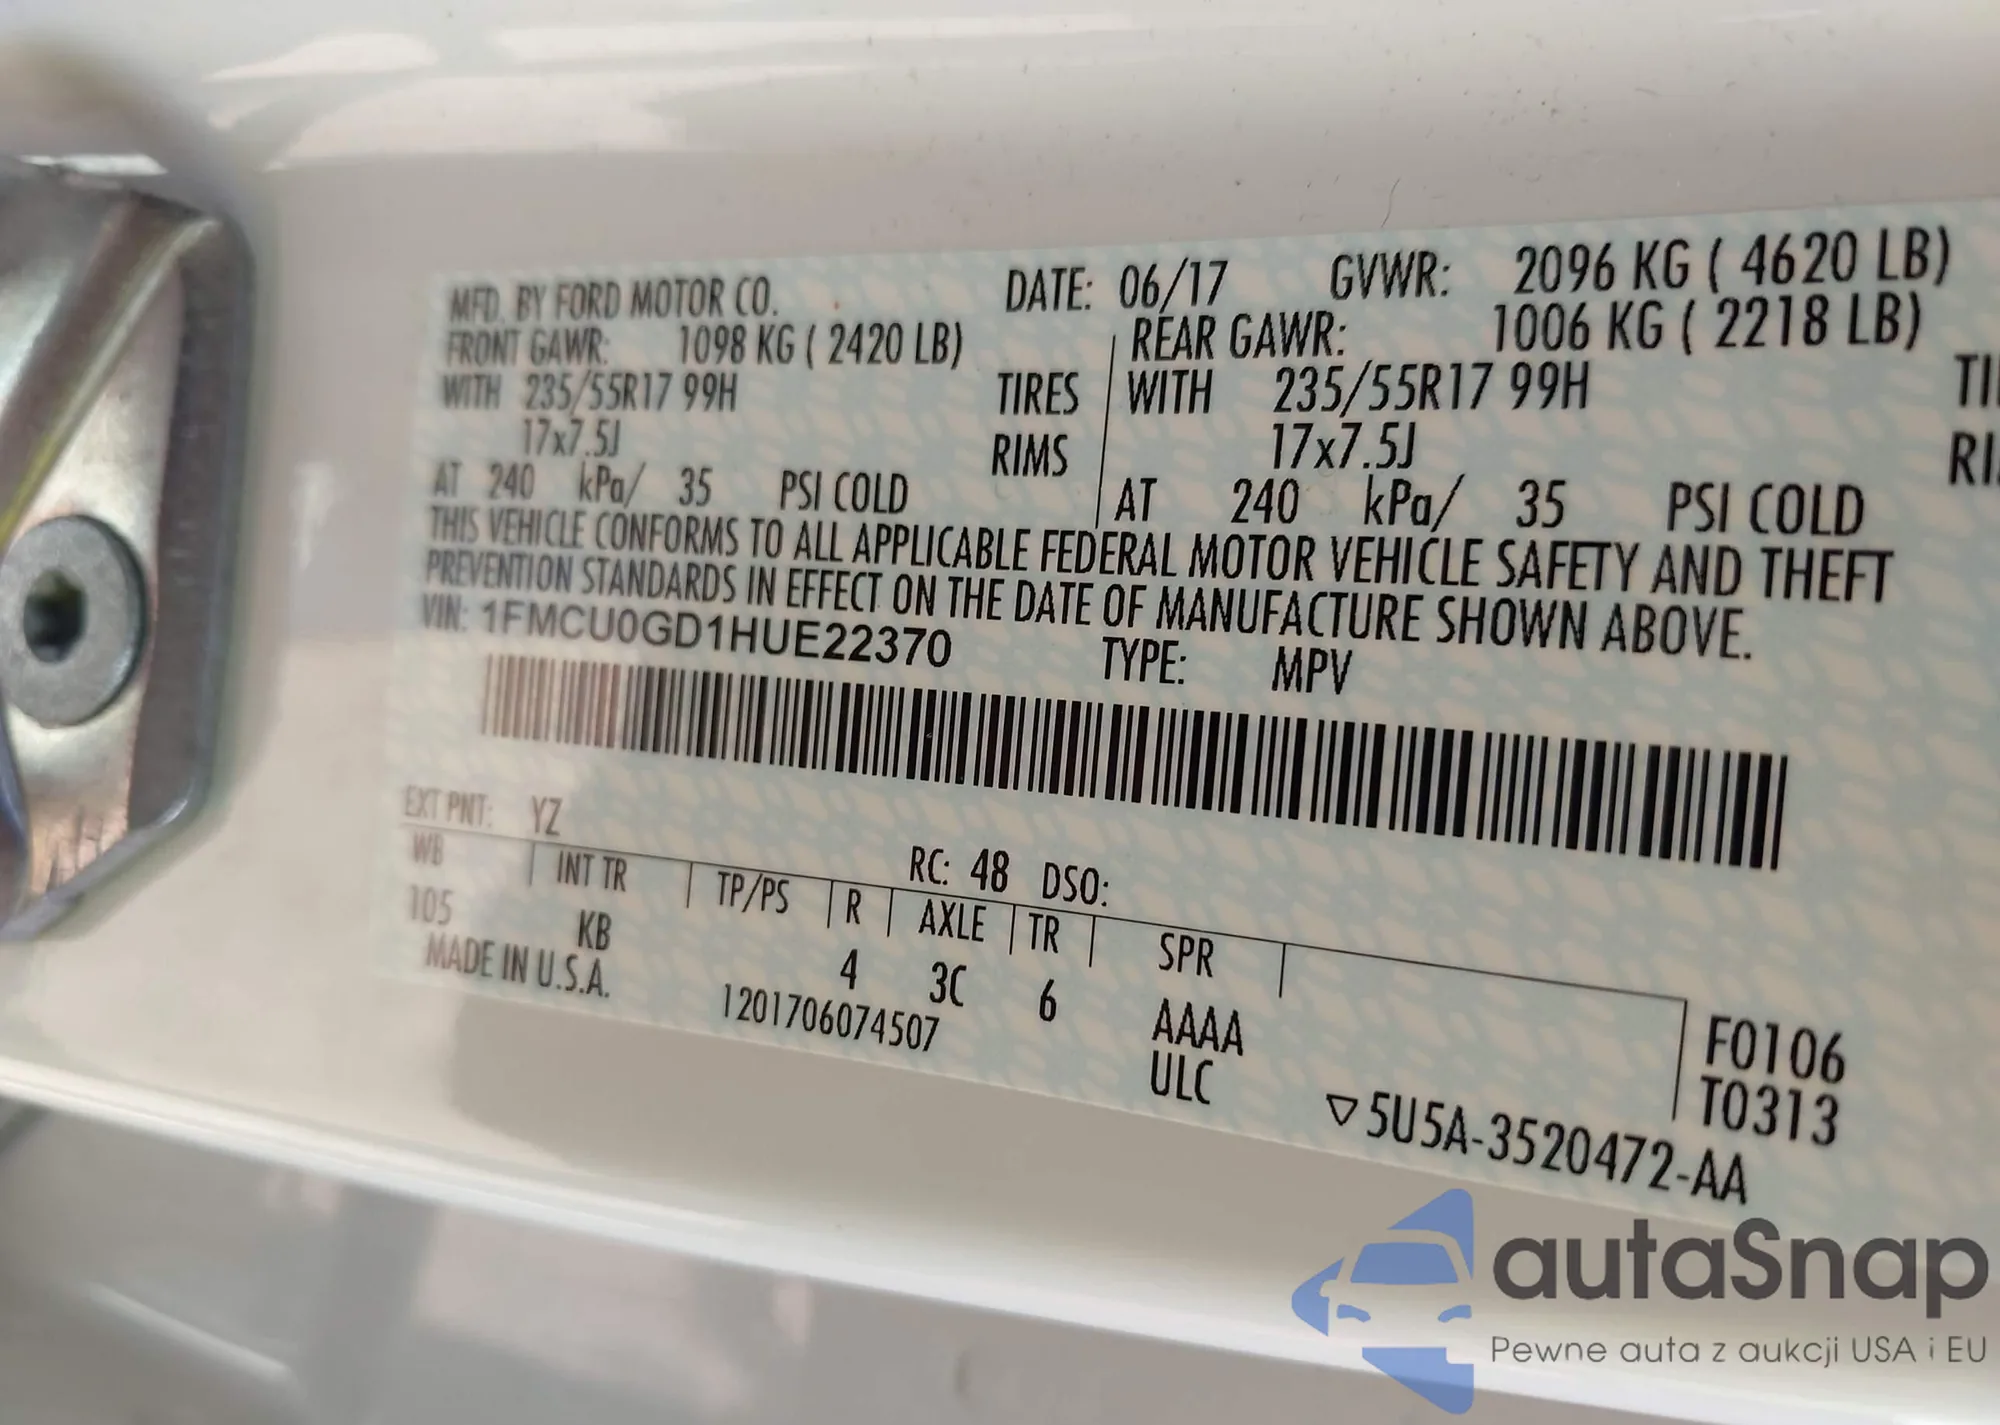 MFD. BY FORD MOTOR CO. DATE: 06/17 GVWR: 2096 KG ( 4620 LB)
FRONT GAWR: 1098 KG ( 2420 LB) REAR GAWR: 1006 KG ( 2218 LB)
WITH 235/55R17 99H TIRES WITH 235/55R17 99H
17x7.5J RIMS 17x7.5J
AT 240 kPa/ 35 PSI COLD AT 240 kPa/ 35 PSI COLD
THIS VEHICLE CONFORMS TO ALL APPLICABLE FEDERAL MOTOR VEHICLE SAFETY AND THEFT
PREVENTION STANDARDS IN EFFECT ON THE DATE OF MANUFACTURE SHOWN ABOVE.
VIN: 1FMCU0GD1HUE22370 TYPE: MPV
EXT PNT: YZ RC: 48 DSO:
WB INT TR TP/PS R AXLE TR SPR
105 KB 4 3C 6 AAAA F0106
MADE IN U.S.A. 1201706074507 ULC T0313
▽5U5A-3520472-AA
autaSnap
Pewne auta z aukcji USA i EU